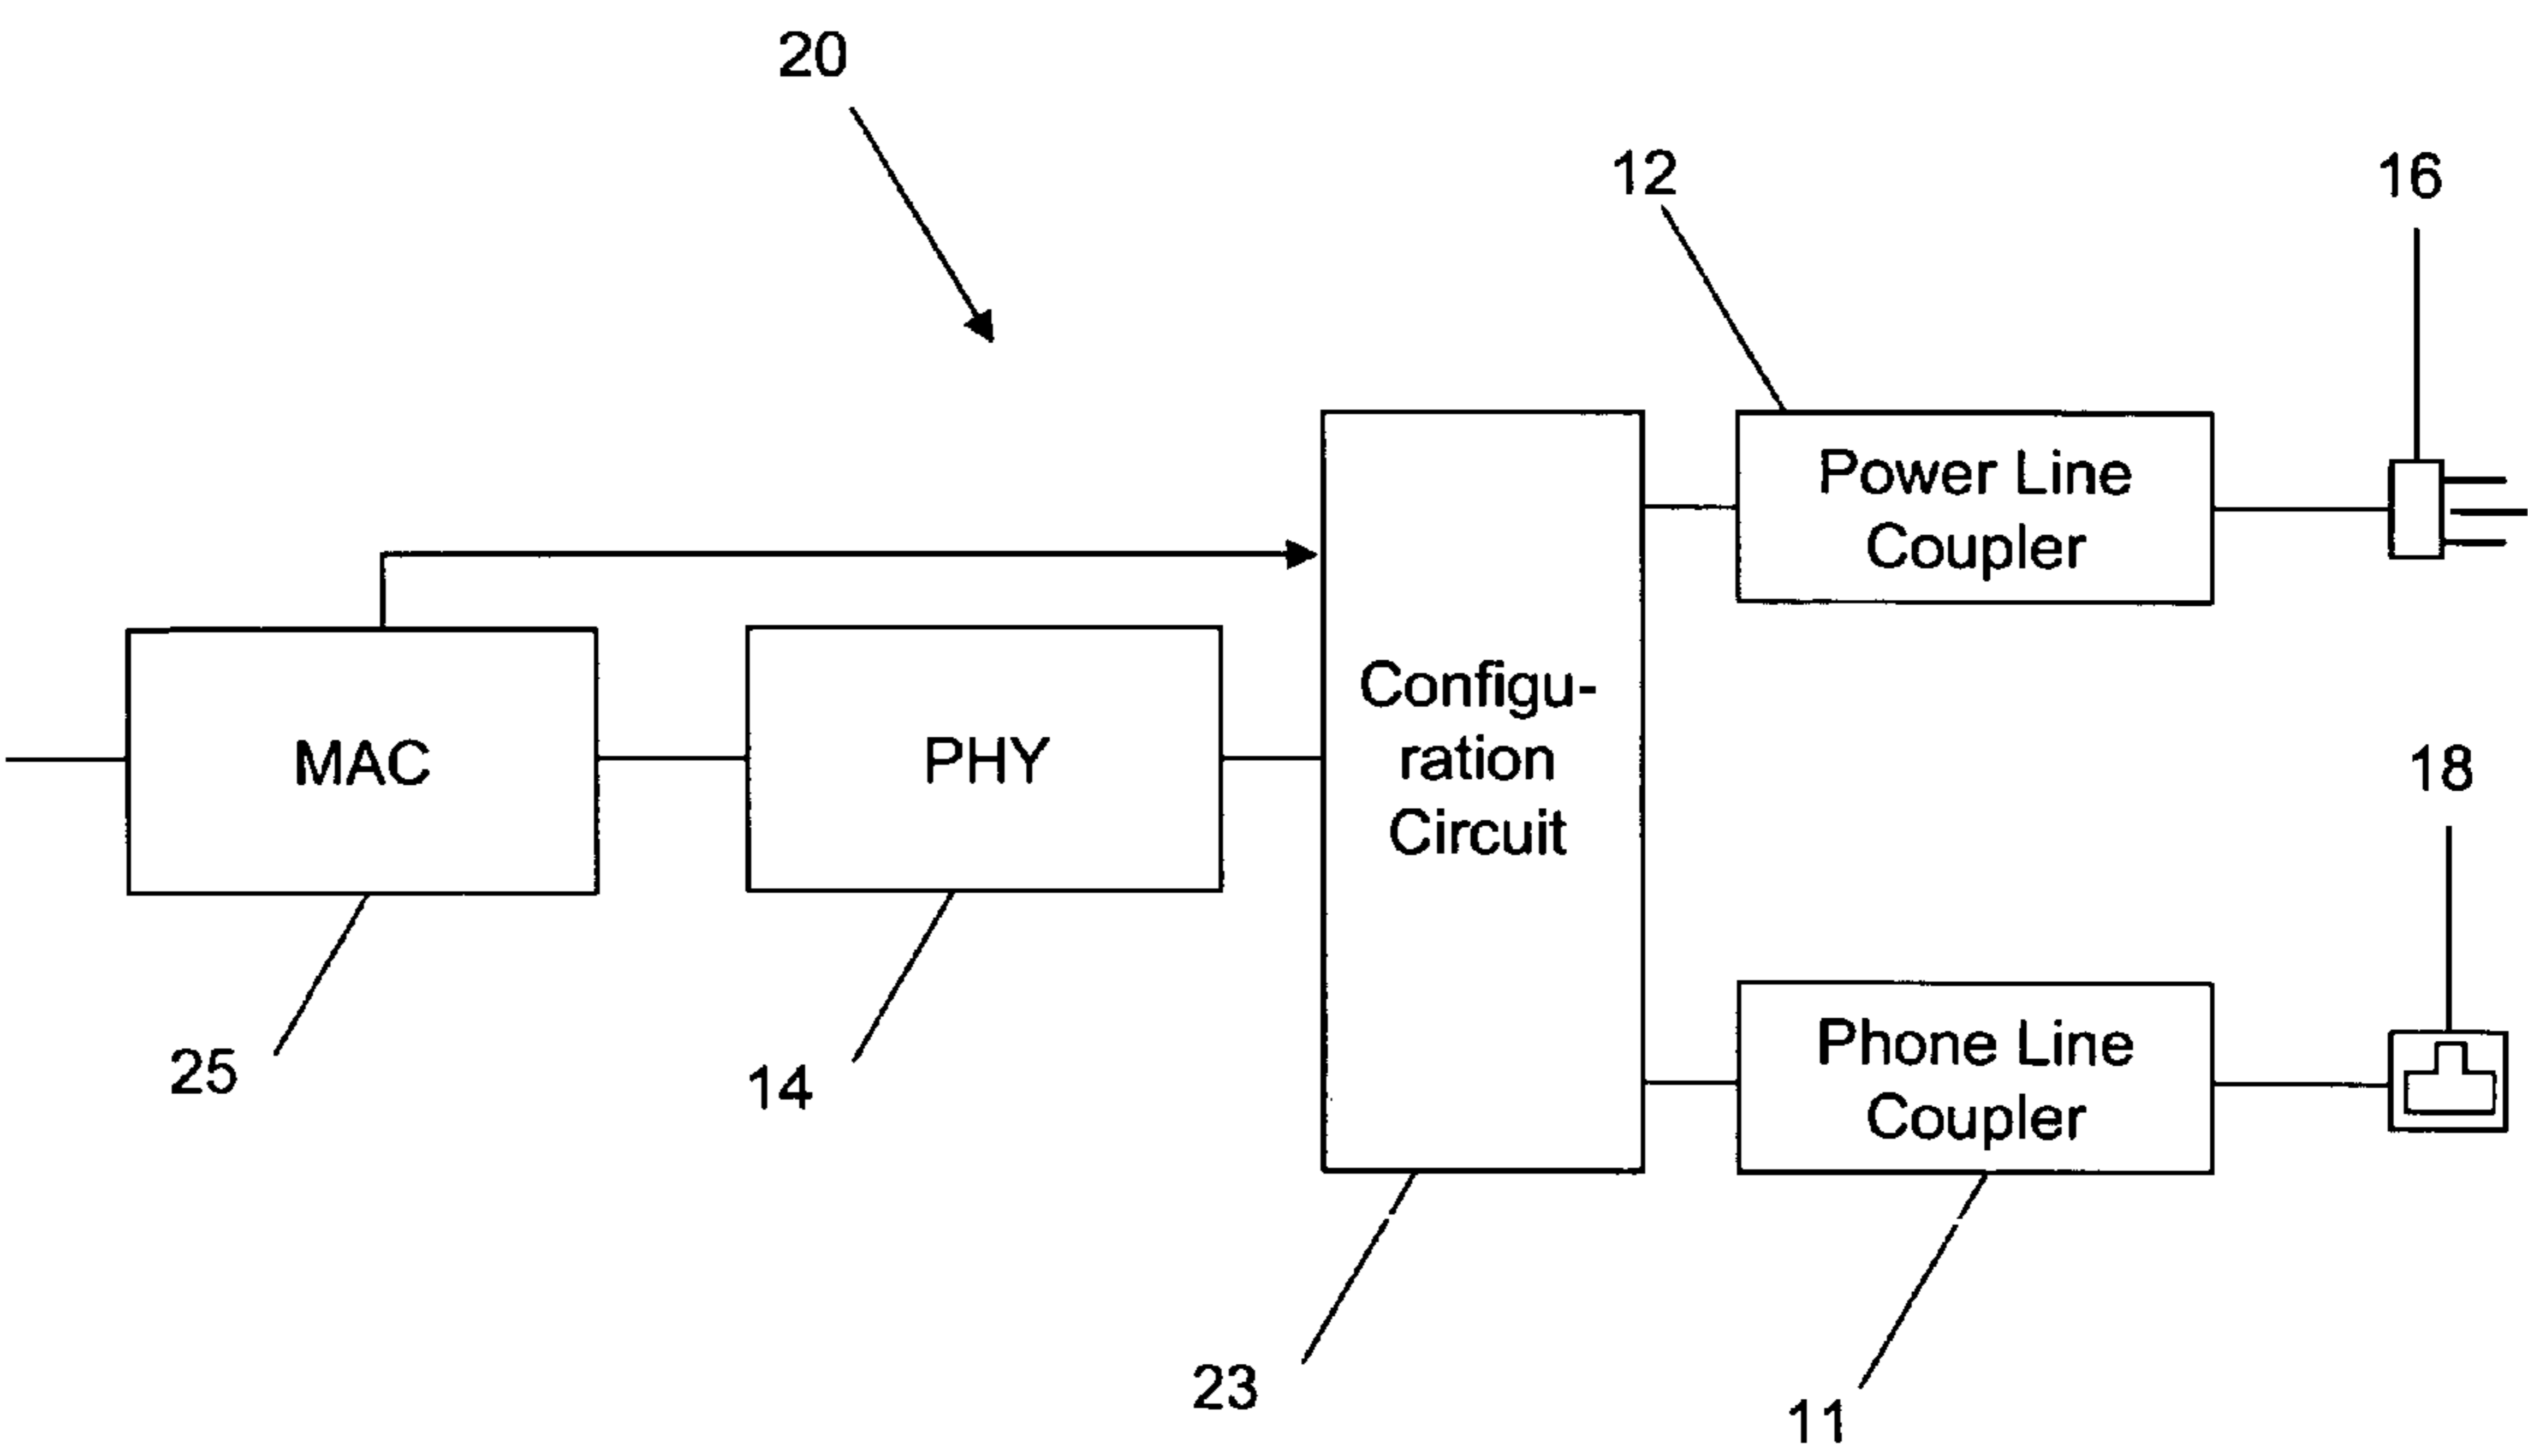 20
12
16
Power Line
Coupler
Configu-
ration
Circuit
MAC
PHY
18
Phone Line
Coupler
25
14
23
11